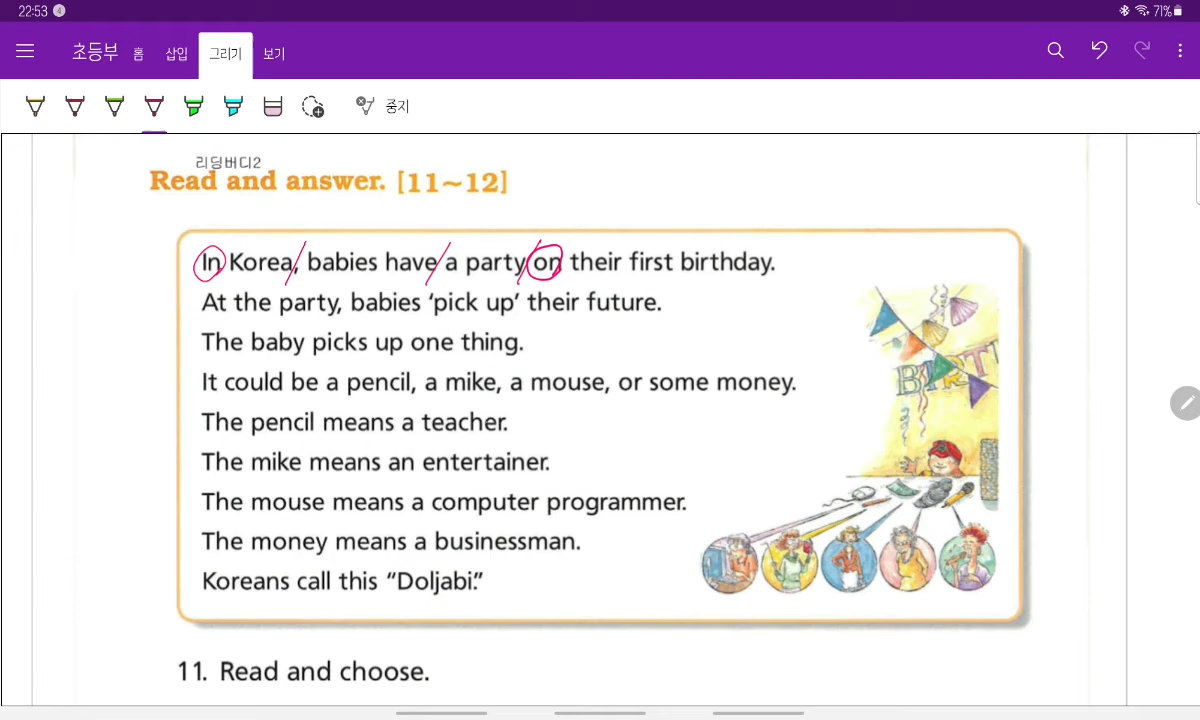 22:53
71%
초등부 홈 삽입 그리기 보기
중지
리딩버디2
Read and answer. [11~12]
In Korea, babies have a party on their first birthday.
At the party, babies ‘pick up’ their future.
The baby picks up one thing.
It could be a pencil, a mike, a mouse, or some money.
The pencil means a teacher.
The mike means an entertainer.
The mouse means a computer programmer.
The money means a businessman.
Koreans call this “Doljabi.”
BIRT
11. Read and choose.